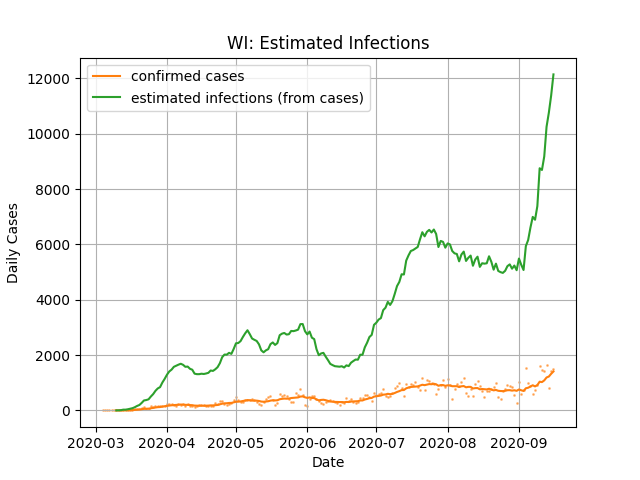 WI: Estimated Infections
confirmed cases
estimated infections (from cases)
12000
10000
8000
6000
4000
2000
0
Daily Cases
2020-03 2020-04 2020-05 2020-06 2020-07 2020-08 2020-09
Date